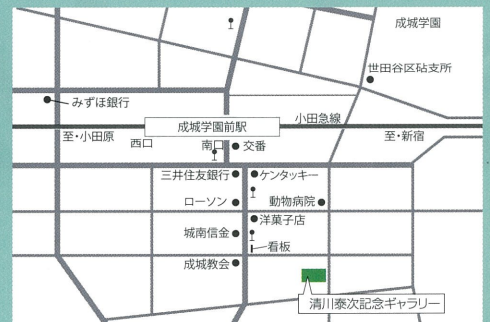 成城学園
世田谷区砧支所
みずほ銀行
成城学園前駅
小田急線
至・小田原
西口
南口
交番
至・新宿
三井住友銀行
ケンタッキー
ローソン
動物病院
洋菓子店
城南信金
看板
成城教会
清川泰次記念ギャラリー